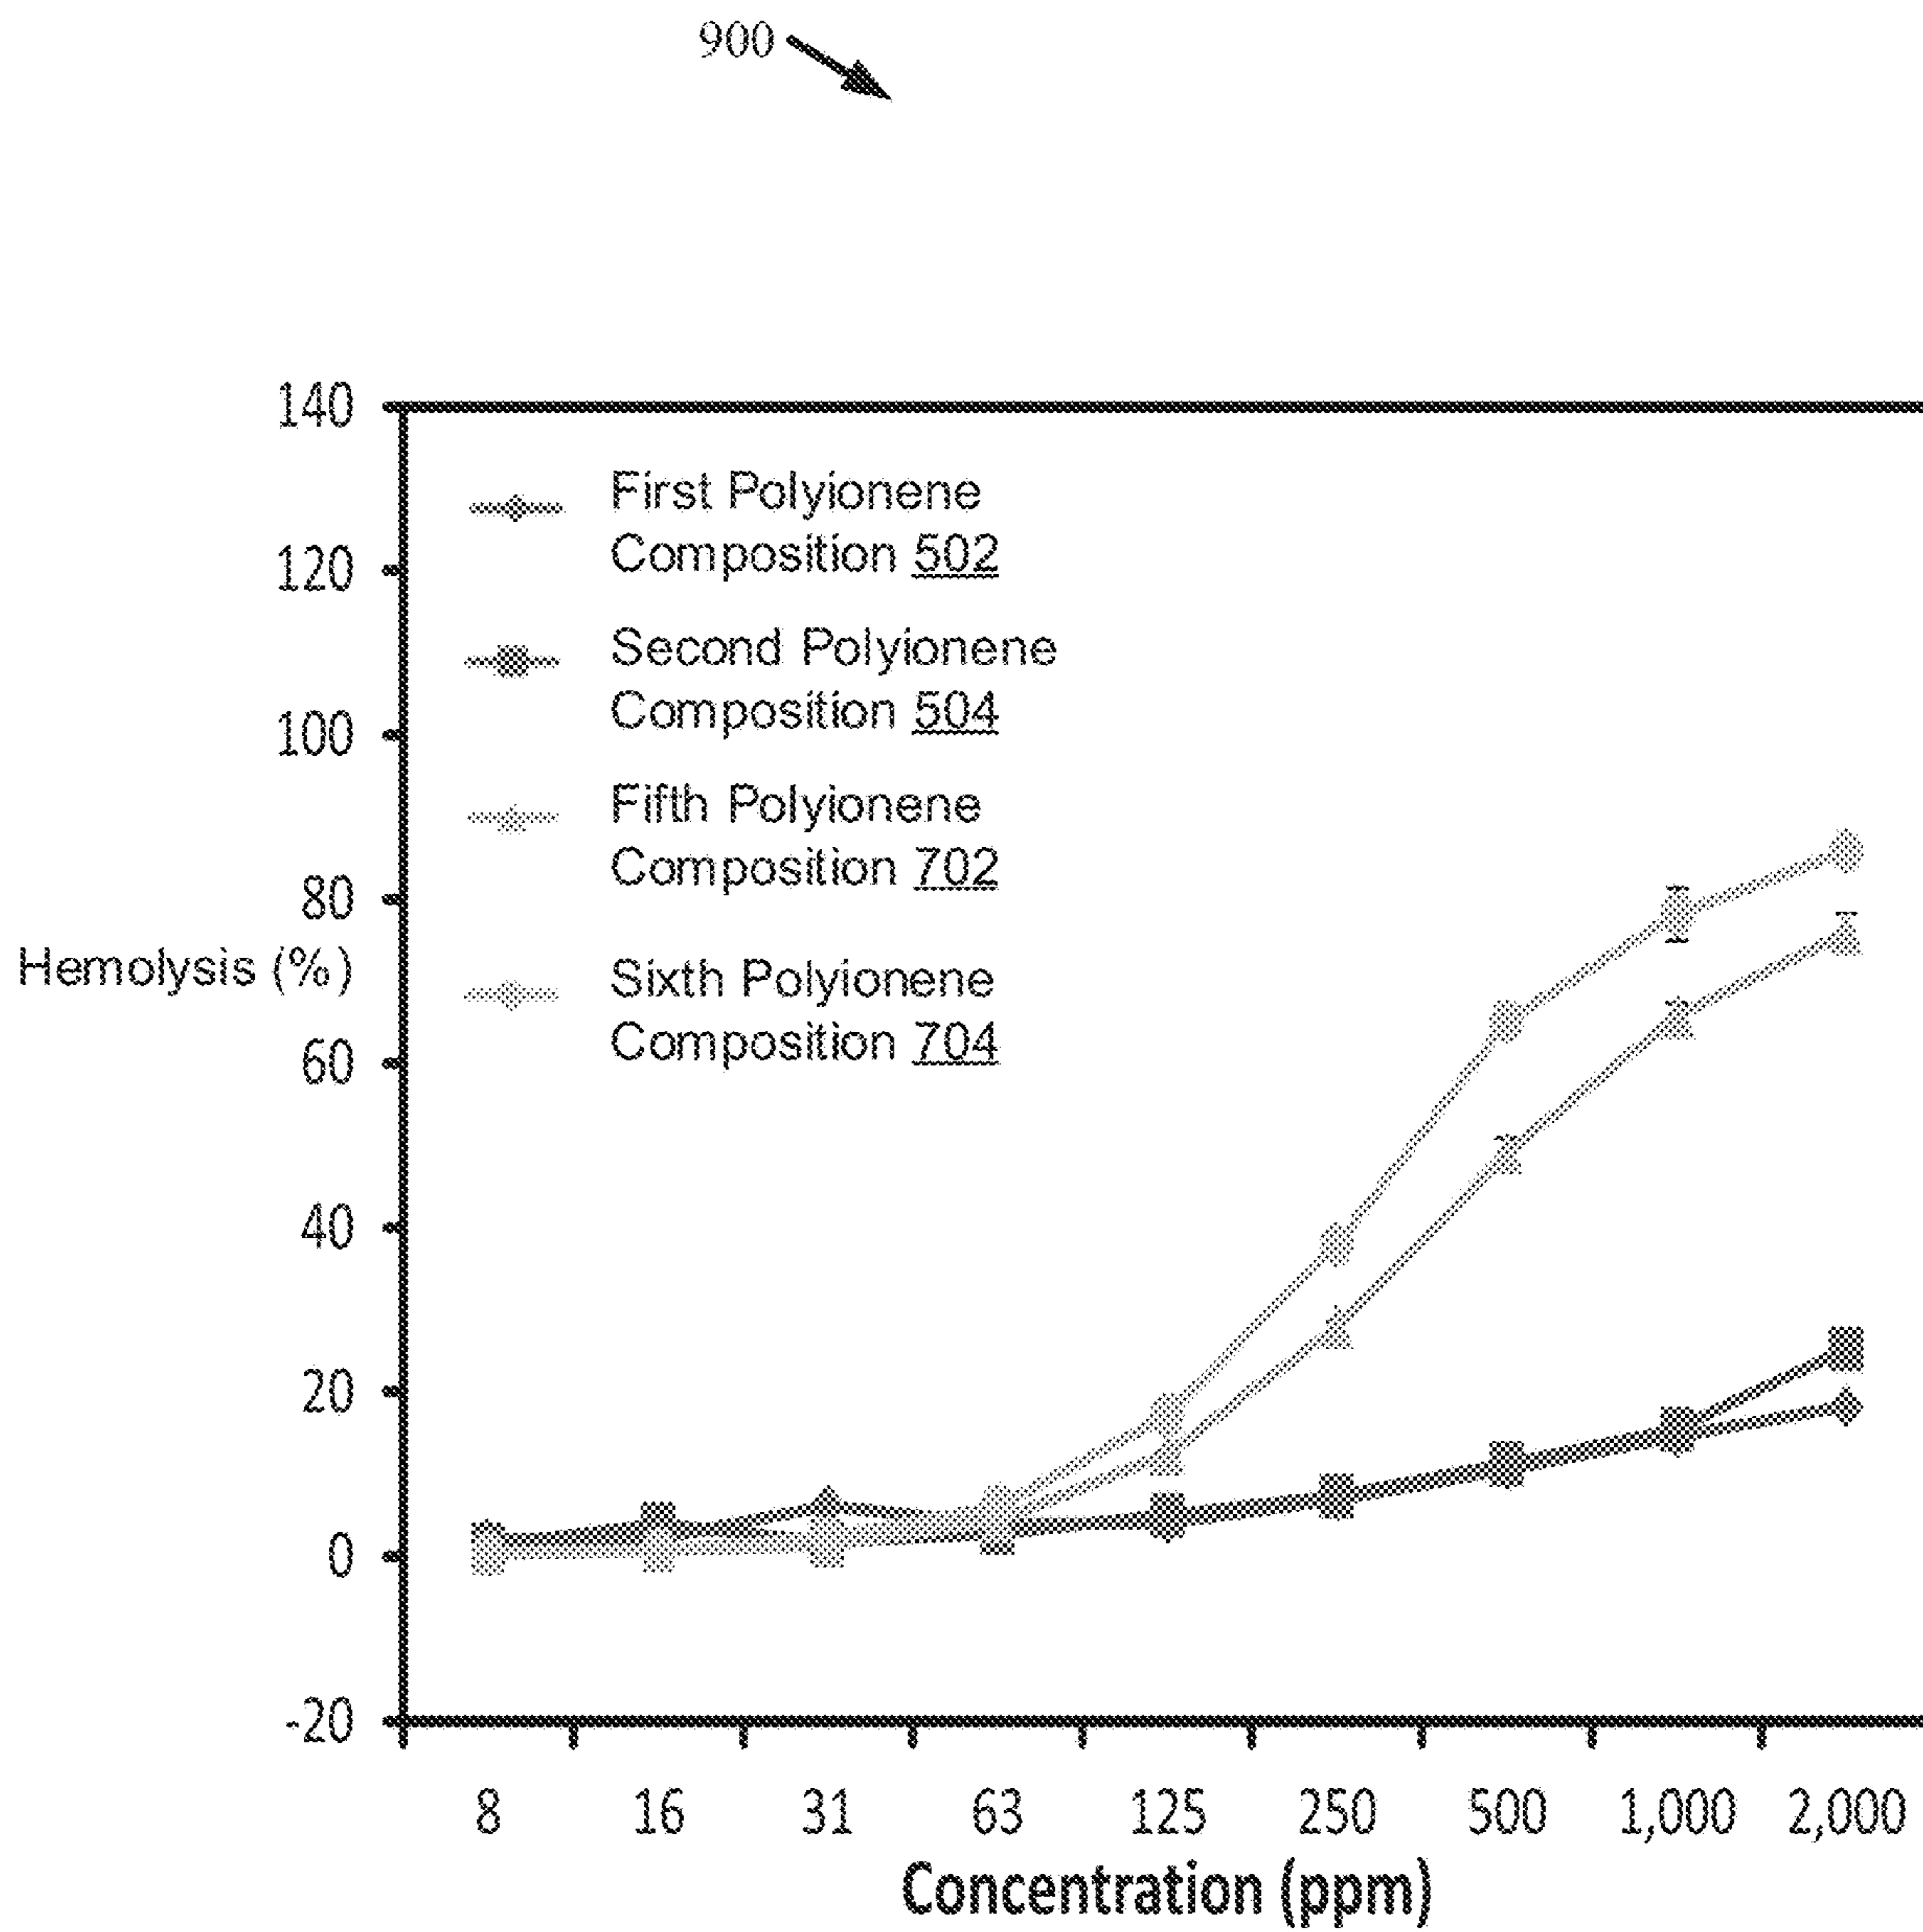 900
140
120
100
80
60
40
20
0
-20
Hemolysis (%)
First Polyionene
Composition 502
Second Polyionene
Composition 504
Fifth Polyionene
Composition 702
Sixth Polyionene
Composition 704
8 16 31 63 125 250 500 1,000 2,000
Concentration (ppm)